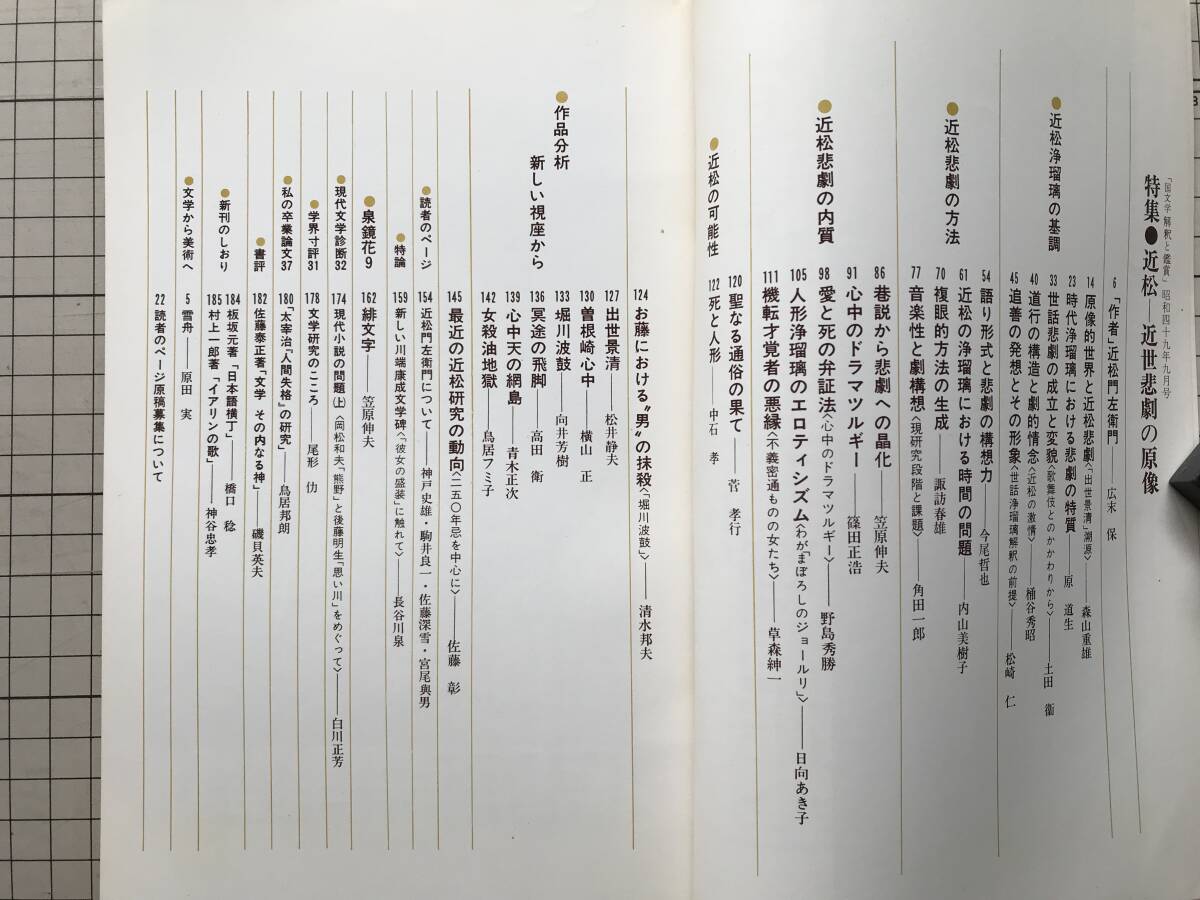 「国文学 解釈と鑑賞」昭和四十九年九月号
特集●近松―近世悲劇の原像
6 「作者」近松門左衛門――広末 保
●近松浄瑠璃の基調
14 原像的世界と近松悲劇〈「出世景清」溯源〉――森山重雄
23 時代浄瑠璃における悲劇の特質――原 道生
33 世話悲劇の成立と変貌〈歌舞伎とのかかわりから〉――土田 衞
40 道行の構造と劇的情念〈近松の激情〉――桶谷秀昭
45 追善の発想とその形象〈世話浄瑠璃解釈の前提〉――松崎 仁
●近松悲劇の方法
54 語り形式と悲劇の構想力――今尾哲也
61 近松の浄瑠璃における時間の問題――内山美樹子
70 複眼的方法の生成――諏訪春雄
77 音楽性と劇構想〈現研究段階と課題〉――角田一郎
●近松悲劇の内質
86 巷説から悲劇への晶化――笠原伸夫
91 心中のドラマツルギー――篠田正浩
98 愛と死の弁証法〈心中のドラマツルギー〉――野島秀勝
105 人形浄瑠璃のエロティシズム〈わが「まぼろしのジョールリ」〉――日向あき子
111 機転才覚者の悪縁〈不義密通ものの女たち〉――草森紳一
●近松の可能性
120 聖なる通俗の果て――菅 孝行
122 死と人形――中石 孝
124 お藤における〝男〟の抹殺〈「堀川波鼓」〉――清水邦夫
●作品分析
新しい視座から
127 出世景清――松井静夫
130 曽根崎心中――横山 正
133 堀川波鼓――向井芳樹
136 冥途の飛脚――高田 衛
139 心中天の網島――青木正次
142 女殺油地獄――鳥居フミ子
145 最近の近松研究の動向〈二五〇年忌を中心に〉――佐藤 彰
●読者のページ
154 近松門左衛門について――神戸史雄・駒井良一・佐藤深雪・宮尾與男
●特論
159 新しい川端康成文学碑〈「彼女の盛装」に触れて〉――長谷川泉
●泉鏡花9
162 緋文字――笠原伸夫
●現代文学診断32
174 現代小説の問題(上)〈岡松和夫「熊野」と後藤明生「思い川」をめぐって〉――白川正芳
●学界寸評31
178 文学研究のこころ――尾形 仂
●私の卒業論文37
180 「太宰治「人間失格」の研究」――鳥居邦朗
●書評
182 佐藤泰正著「文学 その内なる神」――磯貝英夫
●新刊のしおり
184 板坂元著「日本語横丁」――橋口 稔
185 村上一郎著「イアリンの歌」――神谷忠孝
●文学から美術へ
5 雪舟――原田 実
22 読者のページ原稿募集について